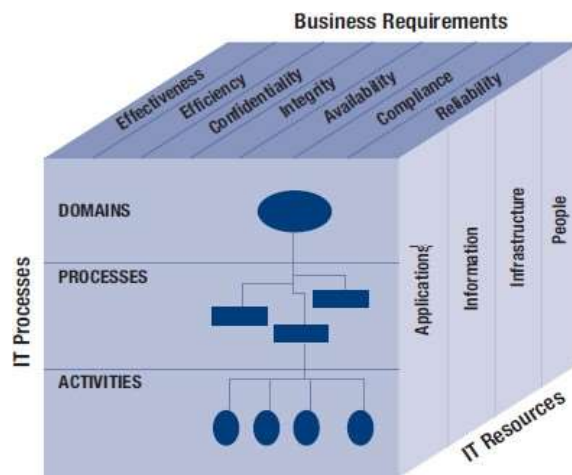 Business Requirements
Effectiveness
Efficiency
Confidentiality
Integrity
Availability
Compliance
Reliability
IT Processes
DOMAINS
PROCESSES
ACTIVITIES
Applications
Information
Infrastructure
People
IT Resources